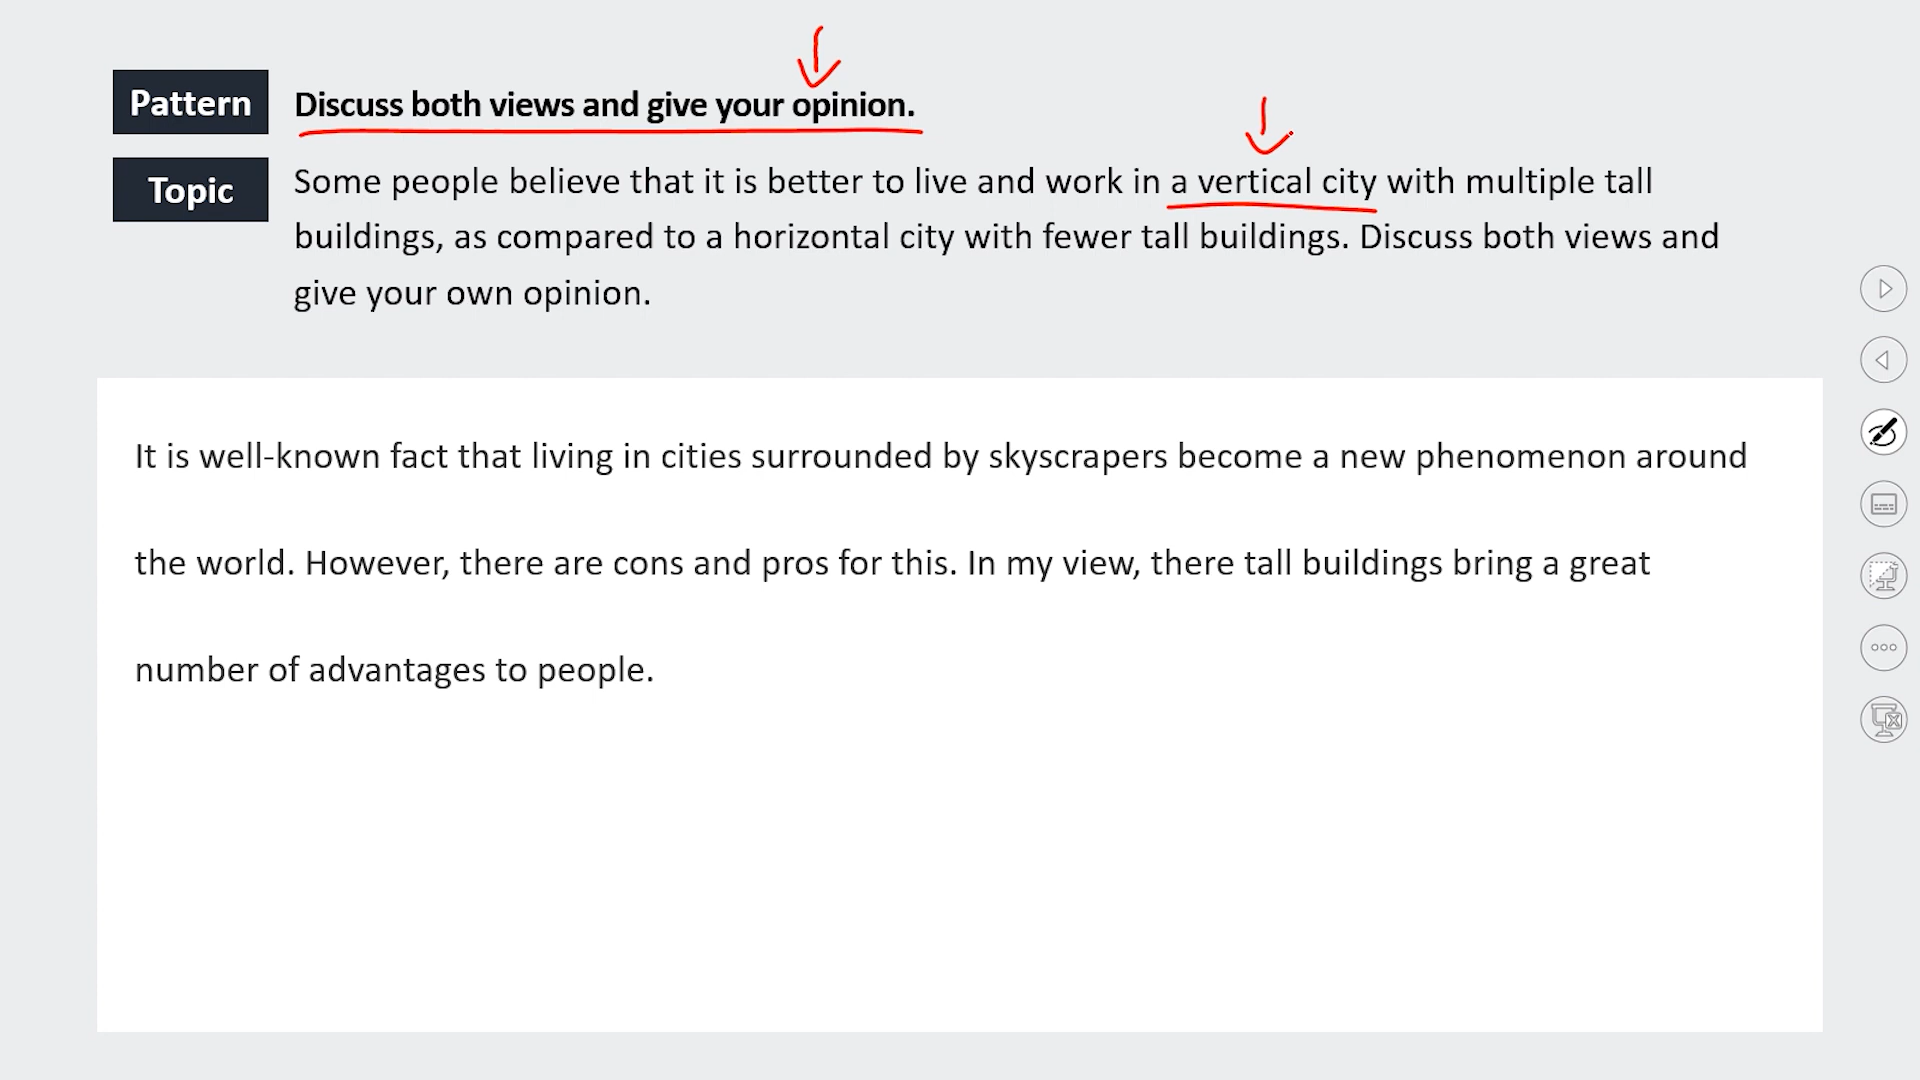 Pattern Discuss both views and give your opinion.
Topic Some people believe that it is better to live and work in a vertical city with multiple tall
buildings, as compared to a horizontal city with fewer tall buildings. Discuss both views and
give your own opinion.
It is well-known fact that living in cities surrounded by skyscrapers become a new phenomenon around
the world. However, there are cons and pros for this. In my view, there tall buildings bring a great
number of advantages to people.